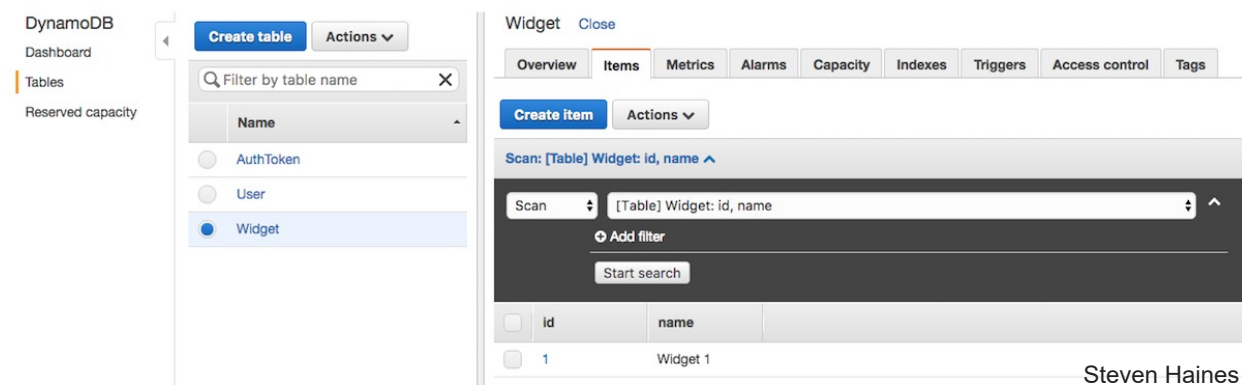 DynamoDB
Dashboard
Tables
Reserved capacity
Create table
Actions
Filter by table name
Name
AuthToken
User
Widget
Widget Close
Overview Items Metrics Alarms Capacity Indexes Triggers Access control Tags
Create item Actions
Scan: [Table] Widget: id, name
Scan [Table] Widget: id, name
Add filter
Start search
id name
1 Widget 1
Steven Haines